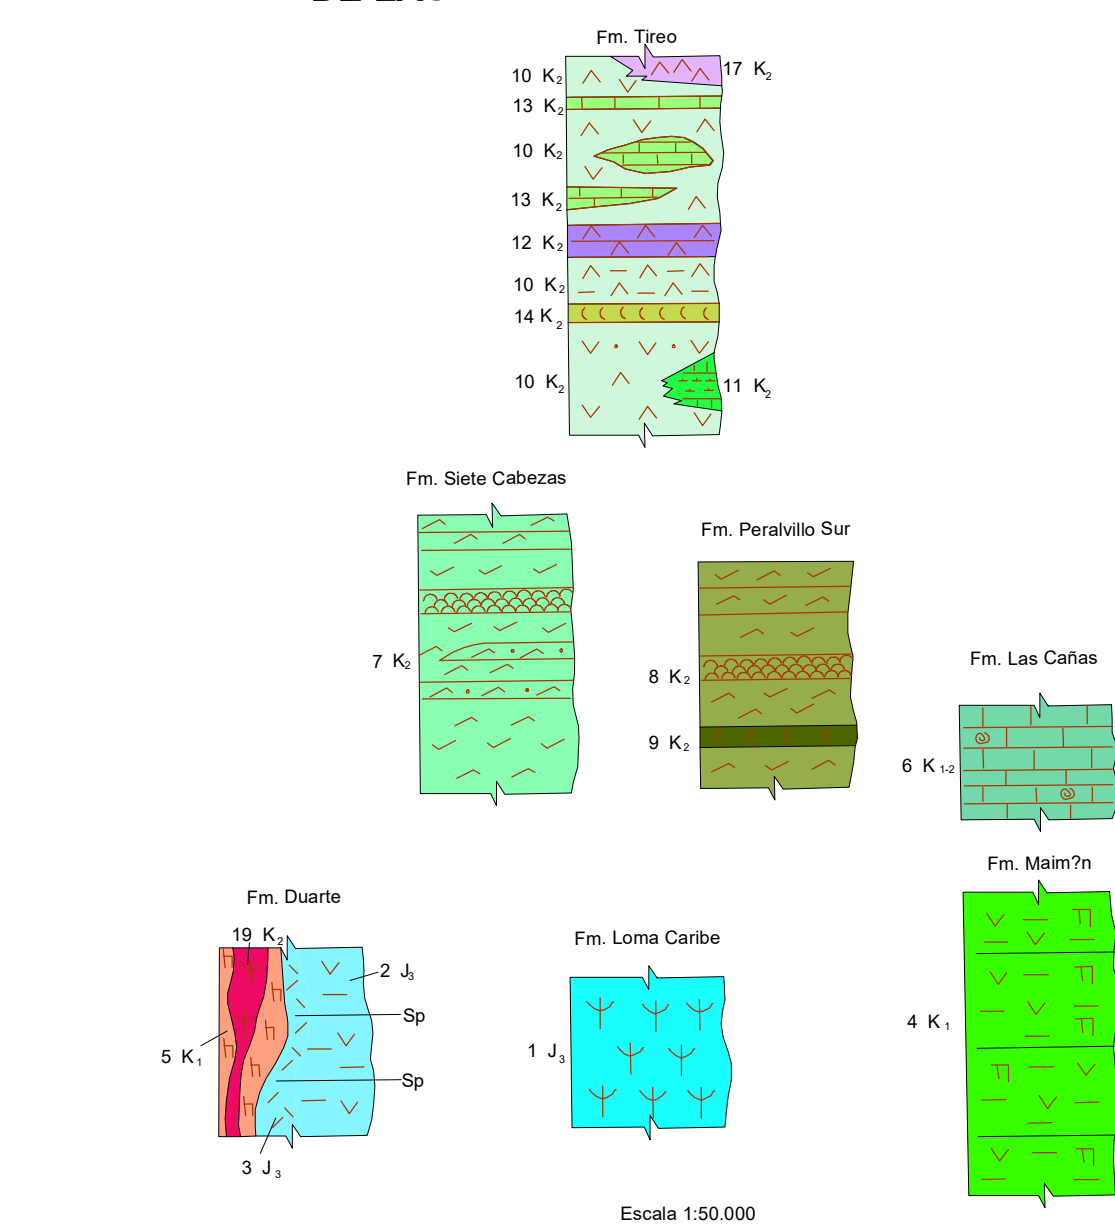 Fm. Tireo
10 K2
17 K2
13 K2
10 K2
13 K2
12 K2
10 K2
14 K2
10 K2
11 K2
Fm. Siete Cabezas
7 K2
Fm. Peralvillo Sur
8 K2
9 K2
Fm. Las Cañas
6 K1-2
Fm. Duarte
19 K2
2 J3
Sp
5 K1
Sp
3 J3
Fm. Loma Caribe
1 J3
Fm. Maim?n
4 K1
Escala 1:50.000